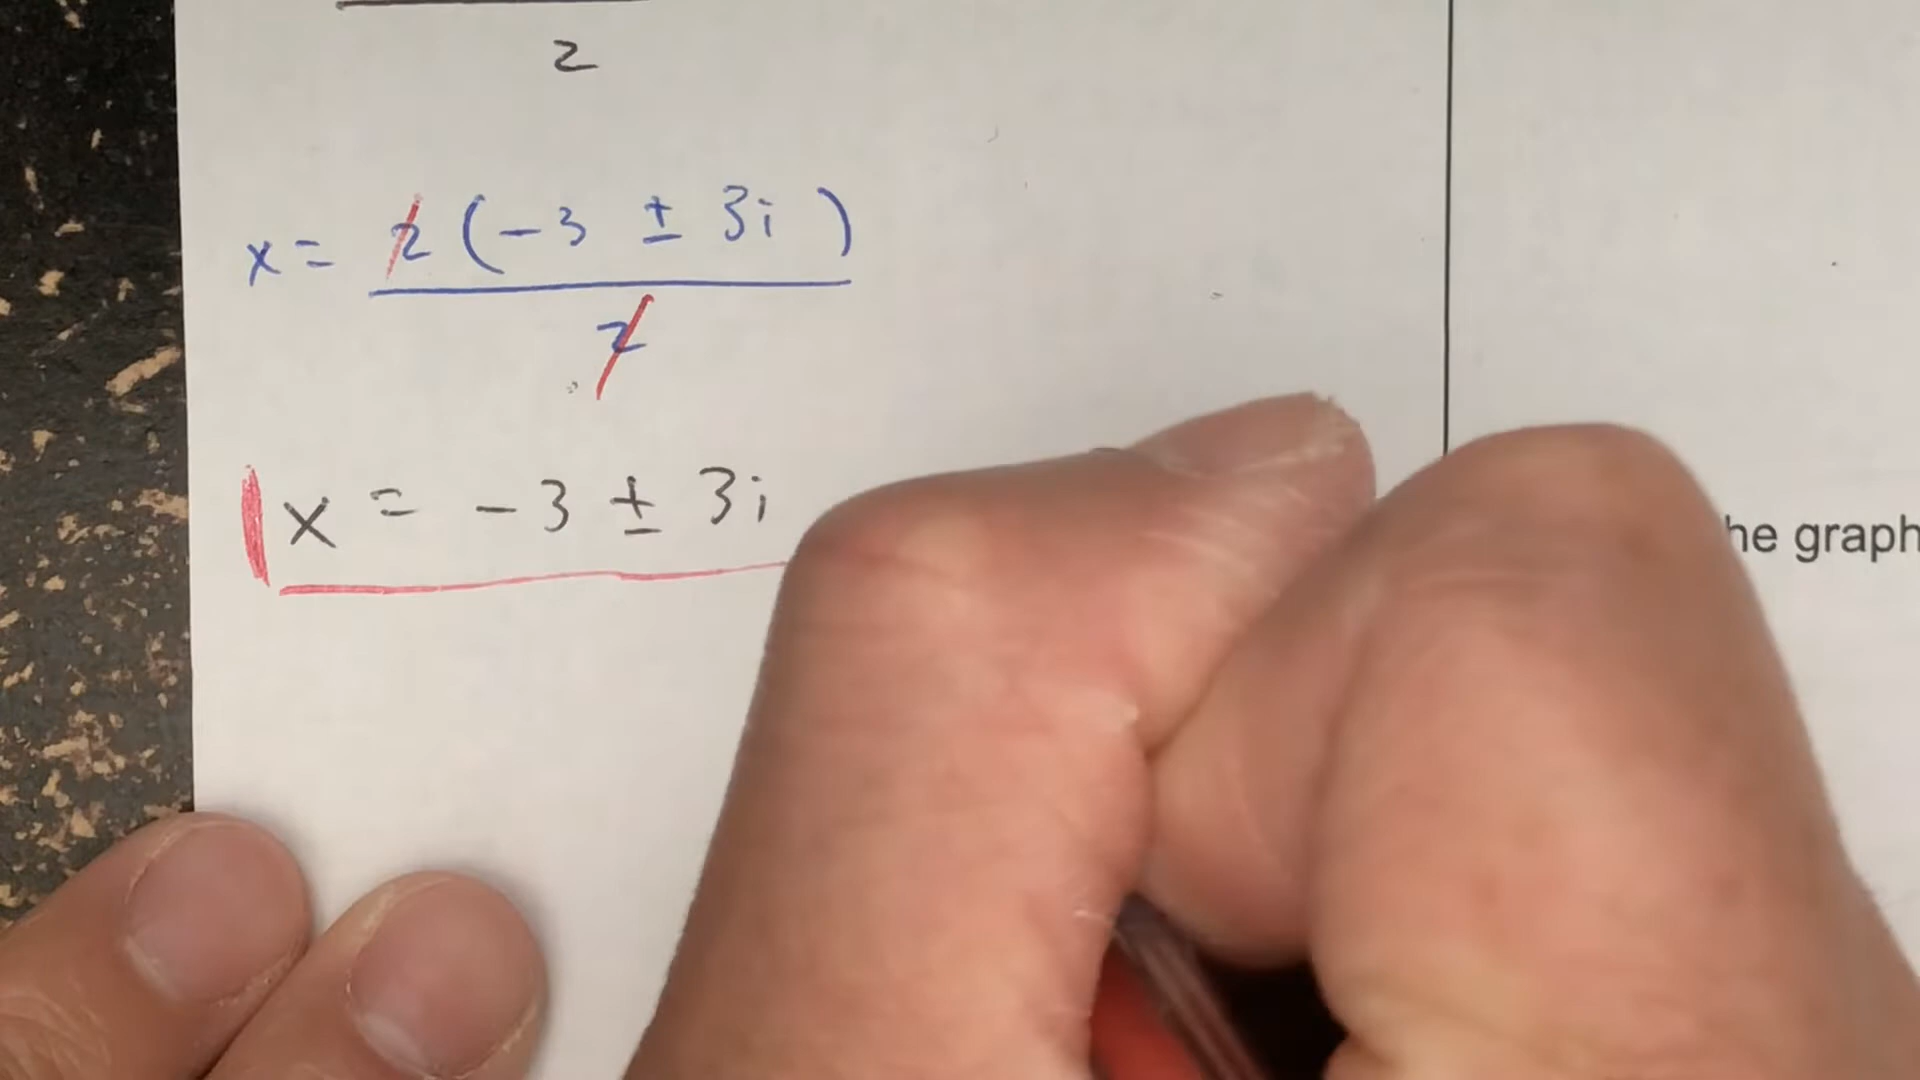 2
x = 2 ( -3 ± 3i )
2
x = -3 ± 3i
he graph